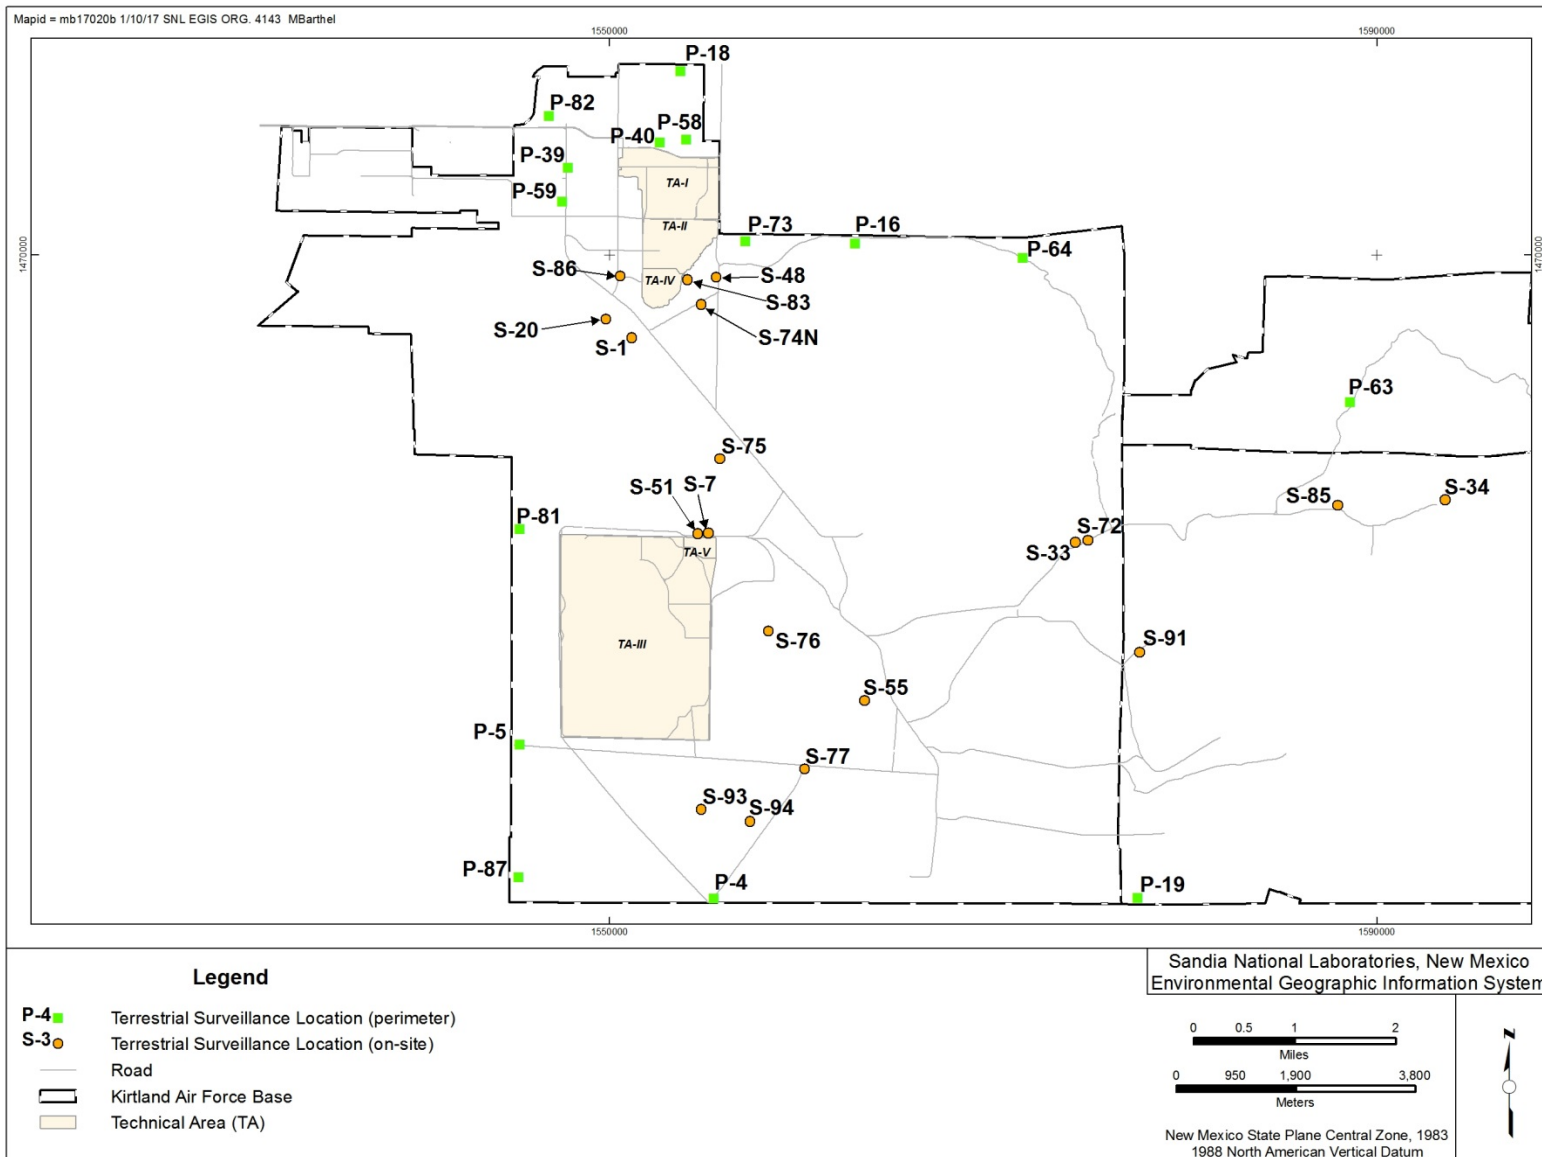 Mapid = mb17020b 1/10/17 SNL EGIS ORG. 4143 MBarthel
1550000
1590000
P-18
P-82
P-58
P-40
P-39
TA-I
P-59
TA-II
P-73
P-16
P-64
1470000
1470000
S-86
TA-IV
S-48
S-83
S-20
S-74N
S-1
P-63
S-75
S-51
S-7
S-85
S-34
P-81
S-72
TA-V
S-33
S-76
TA-III
S-91
S-55
P-5
S-77
S-93
S-94
P-87
P-4
P-19
1550000
1590000
Legend
P-4 Terrestrial Surveillance Location (perimeter)
S-3 Terrestrial Surveillance Location (on-site)
Road
Kirtland Air Force Base
Technical Area (TA)
Sandia National Laboratories, New Mexico
Environmental Geographic Information System
0 0.5 1 2
Miles
0 950 1,900 3,800
Meters
N
New Mexico State Plane Central Zone, 1983
1988 North American Vertical Datum